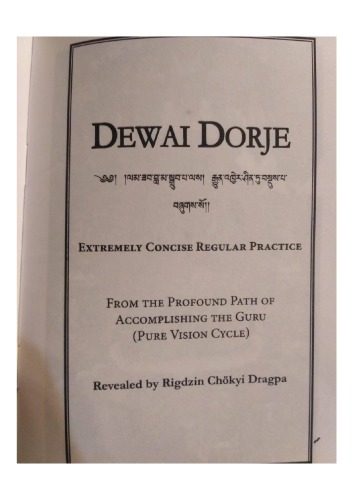 DEWAI DORJE
༄༅། །ལམ་ཟབ་བླ་མ་སྒྲུབ་པ་ལས། རྒྱུན་འཁྱེར་ཤིན་ཏུ་བསྡུས་པ་
བཞུགས་སོ།།
EXTREMELY CONCISE REGULAR PRACTICE
FROM THE PROFOUND PATH OF
ACCOMPLISHING THE GURU
(PURE VISION CYCLE)
Revealed by Rigdzin Chökyi Dragpa